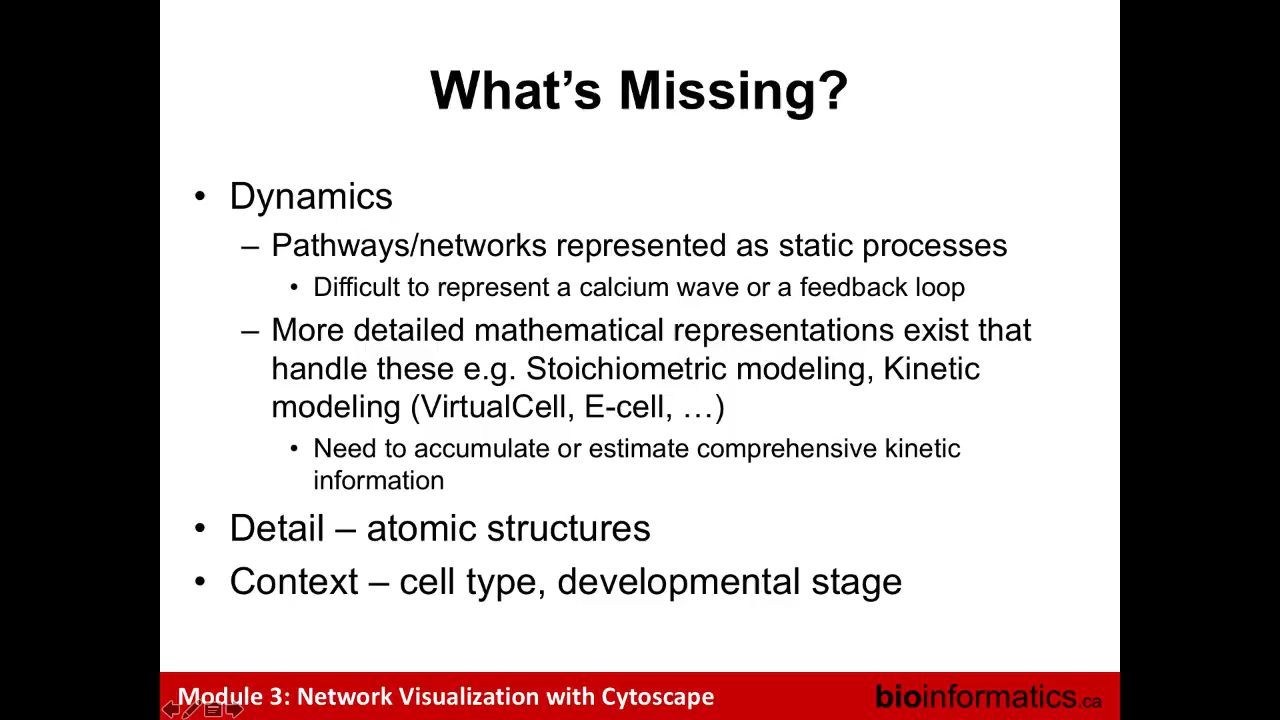 What’s Missing?
• Dynamics
– Pathways/networks represented as static processes
• Difficult to represent a calcium wave or a feedback loop
– More detailed mathematical representations exist that
handle these e.g. Stoichiometric modeling, Kinetic
modeling (VirtualCell, E-cell, …)
• Need to accumulate or estimate comprehensive kinetic
information
• Detail – atomic structures
• Context – cell type, developmental stage
Module 3: Network Visualization with Cytoscape
bioinformatics.ca